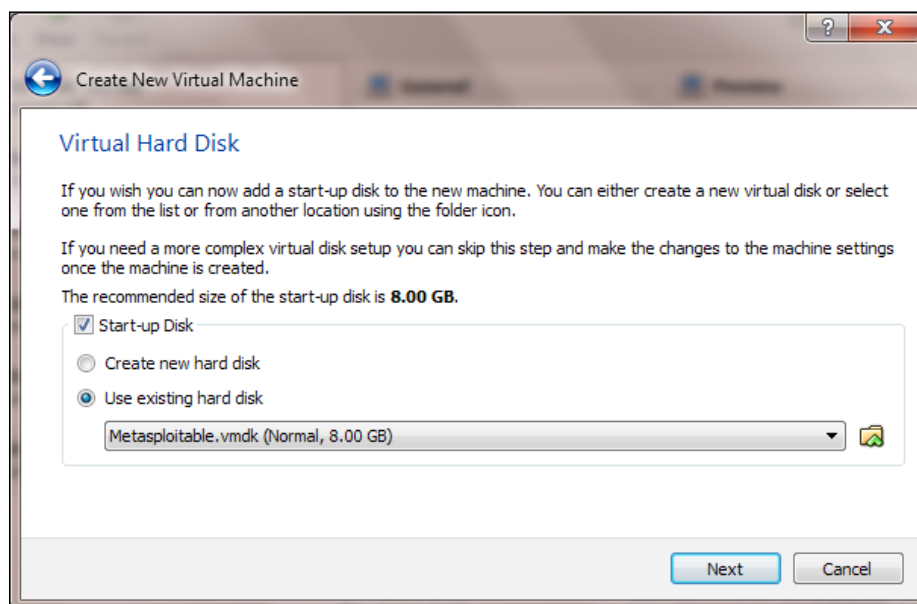 ?
X
Create New Virtual Machine
General
Preview
Virtual Hard Disk
If you wish you can now add a start-up disk to the new machine. You can either create a new virtual disk or select
one from the list or from another location using the folder icon.
If you need a more complex virtual disk setup you can skip this step and make the changes to the machine settings
once the machine is created.
The recommended size of the start-up disk is 8.00 GB.
Start-up Disk
Create new hard disk
Use existing hard disk
Metasploitable.vmdk (Normal, 8.00 GB)
Next
Cancel